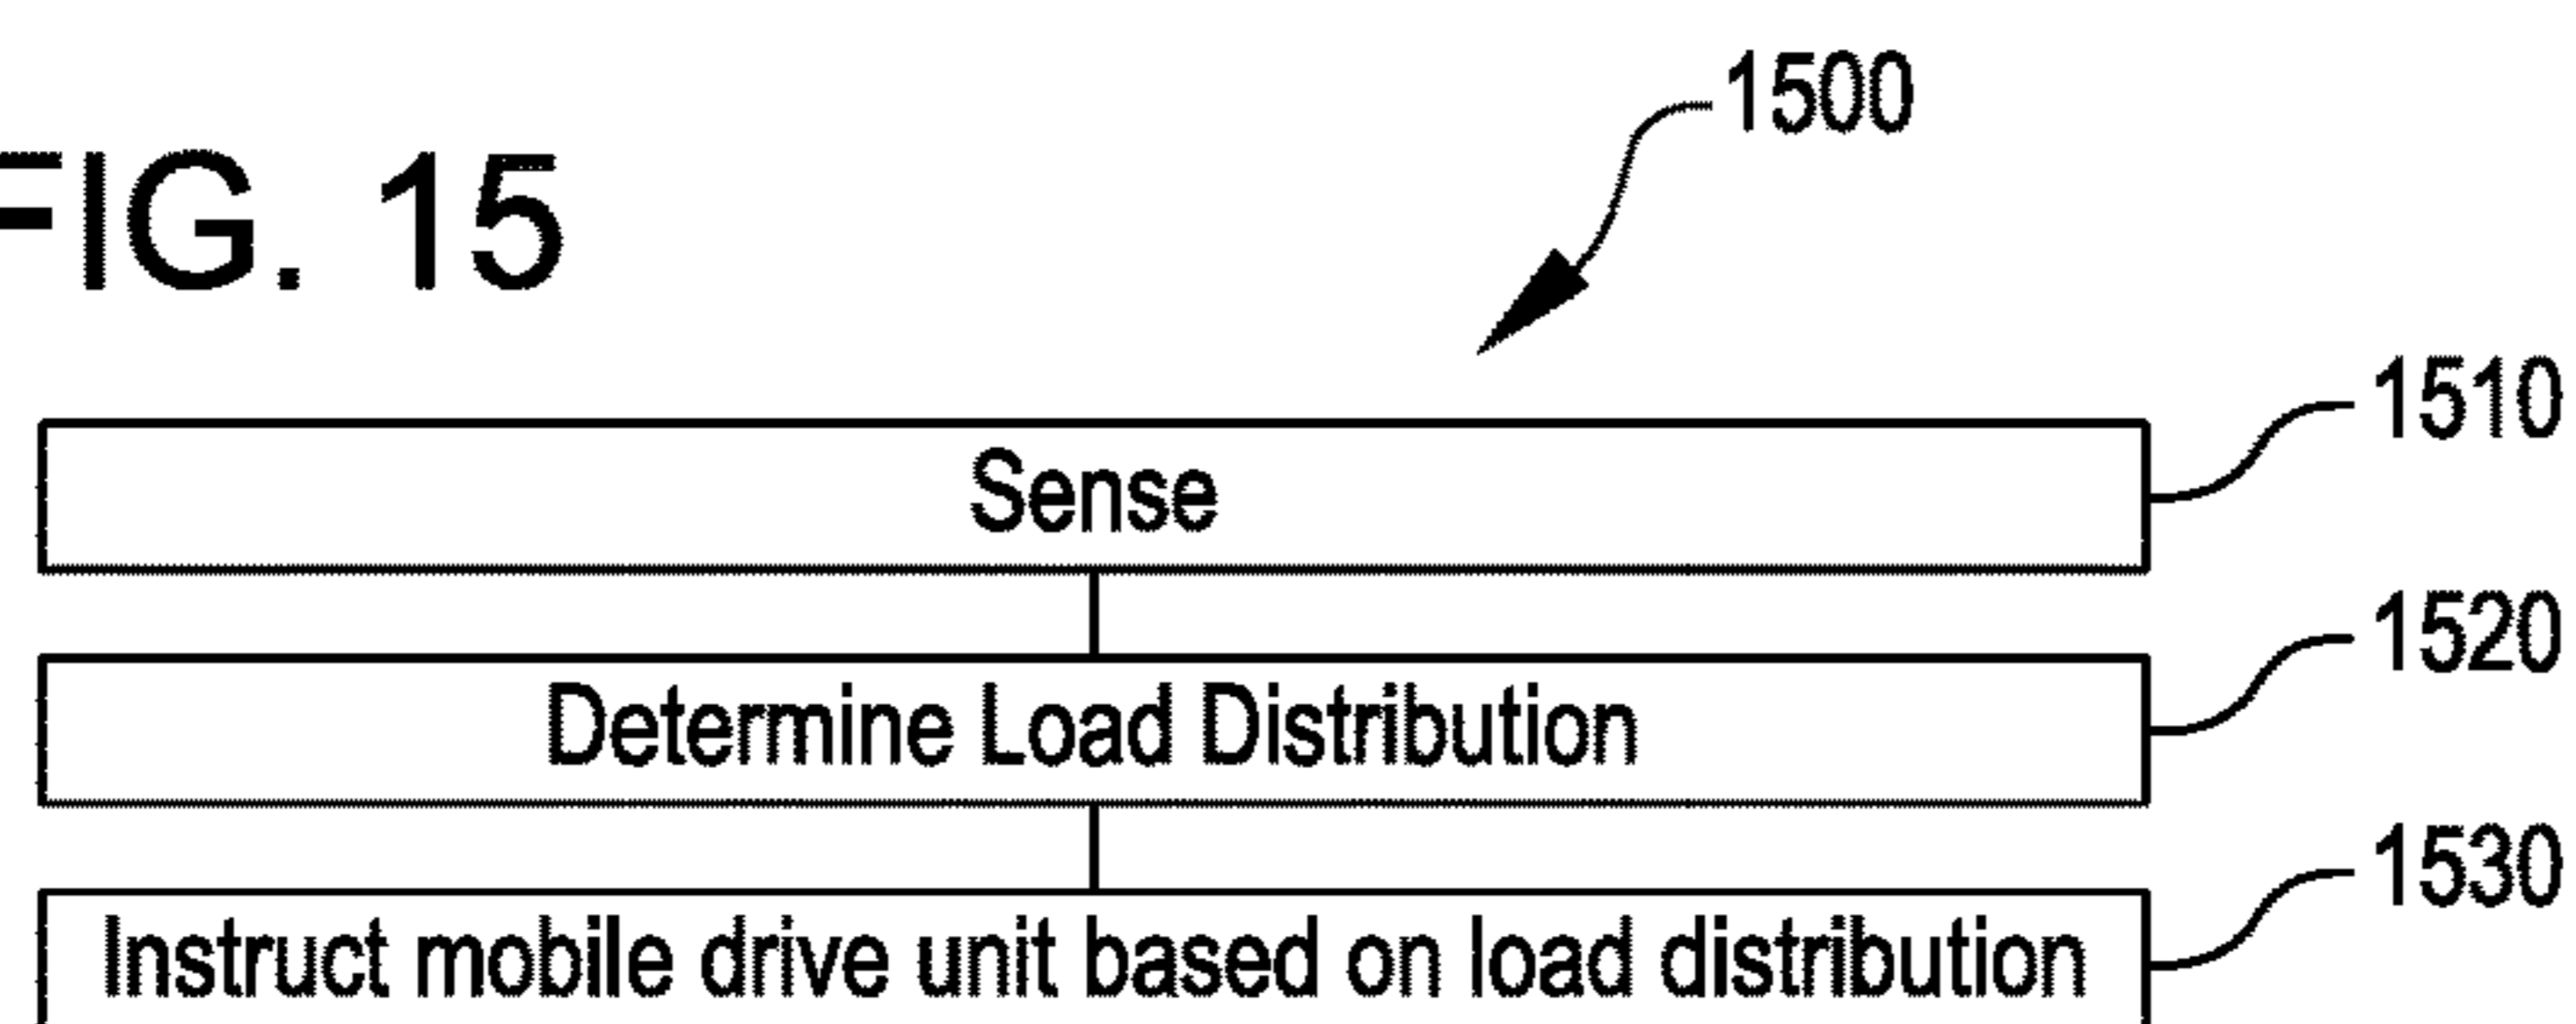 1500
FIG. 15
1510
Sense
1520
Determine Load Distribution
1530
Instruct mobile drive unit based on load distribution